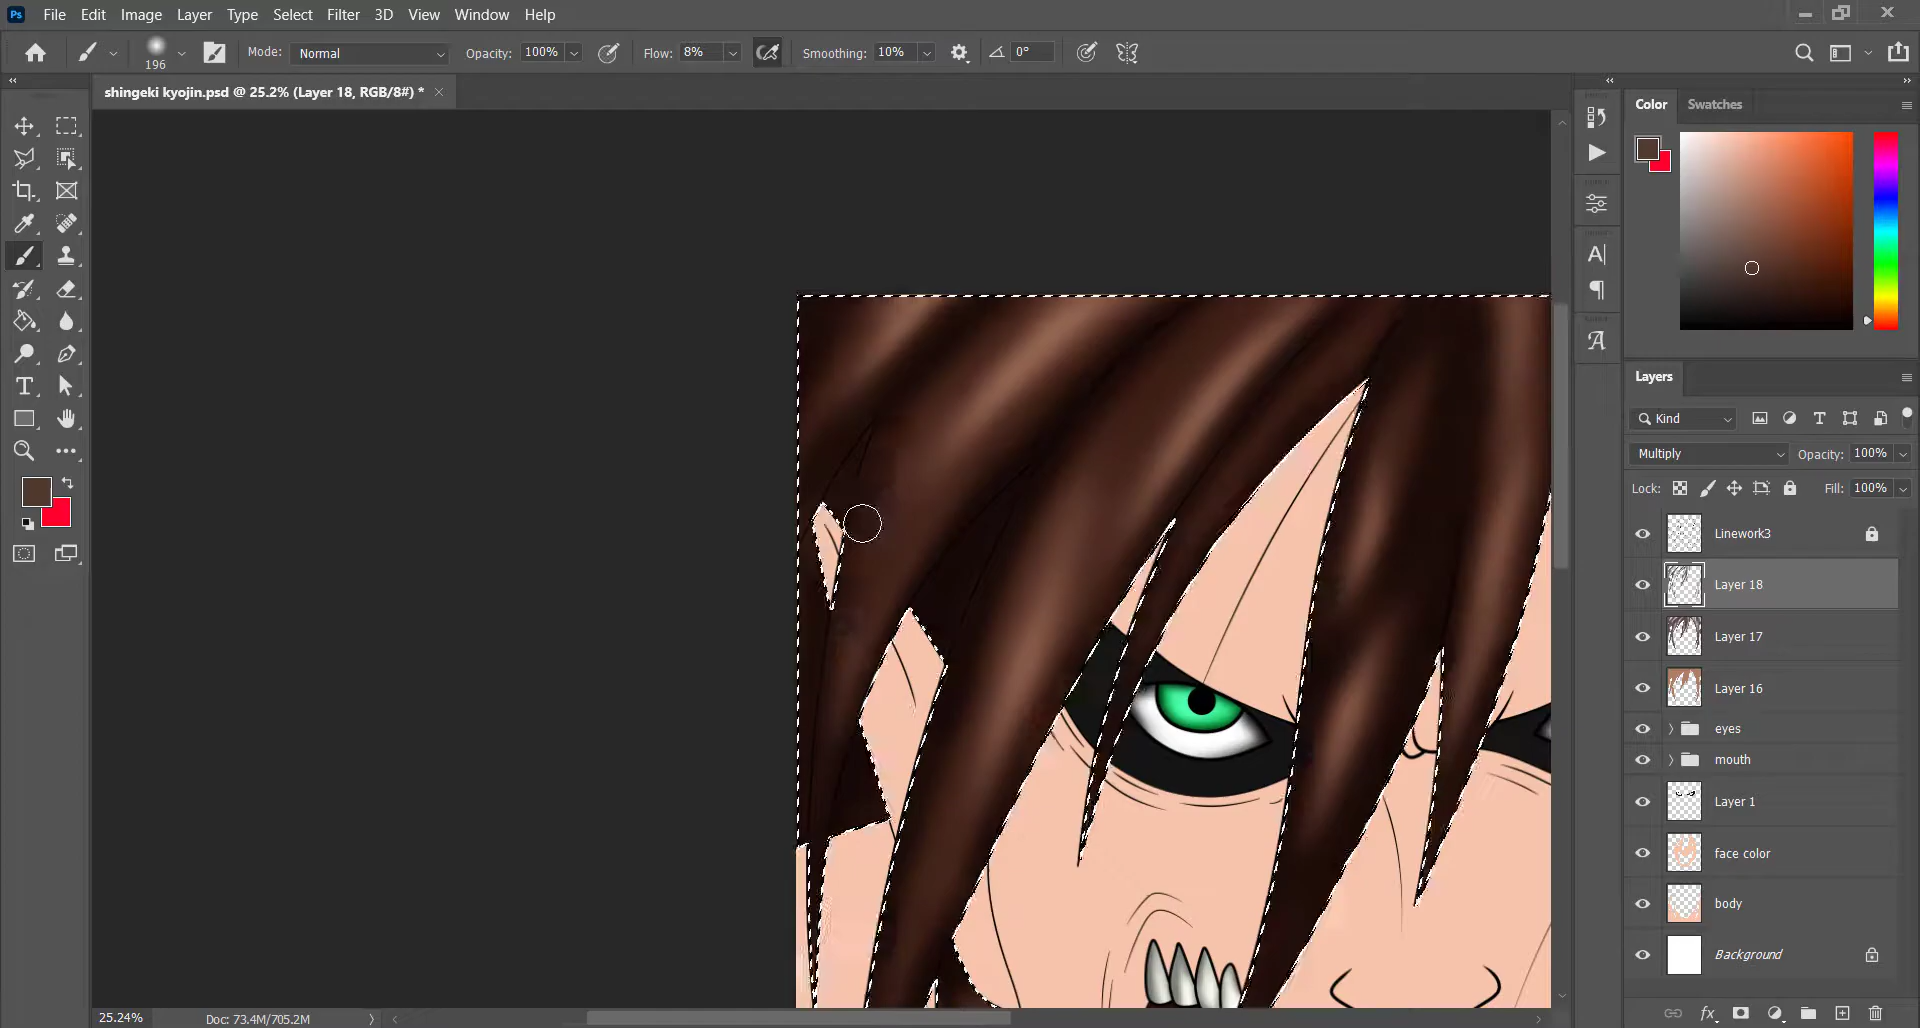 Ps File Edit Image Layer Type Select Filter 3D View Window Help
196 Mode: Normal Opacity: 100% Flow: 8% Smoothing: 10% 0°
shingeki kyojin.psd @ 25.2% (Layer 18, RGB/8#) * ×
Color Swatches
Layers
Kind
Multiply Opacity: 100%
Lock: Fill: 100%
Linework3
Layer 18
Layer 17
Layer 16
eyes
mouth
Layer 1
face color
body
Background
25.24% Doc: 73.4M/705.2M